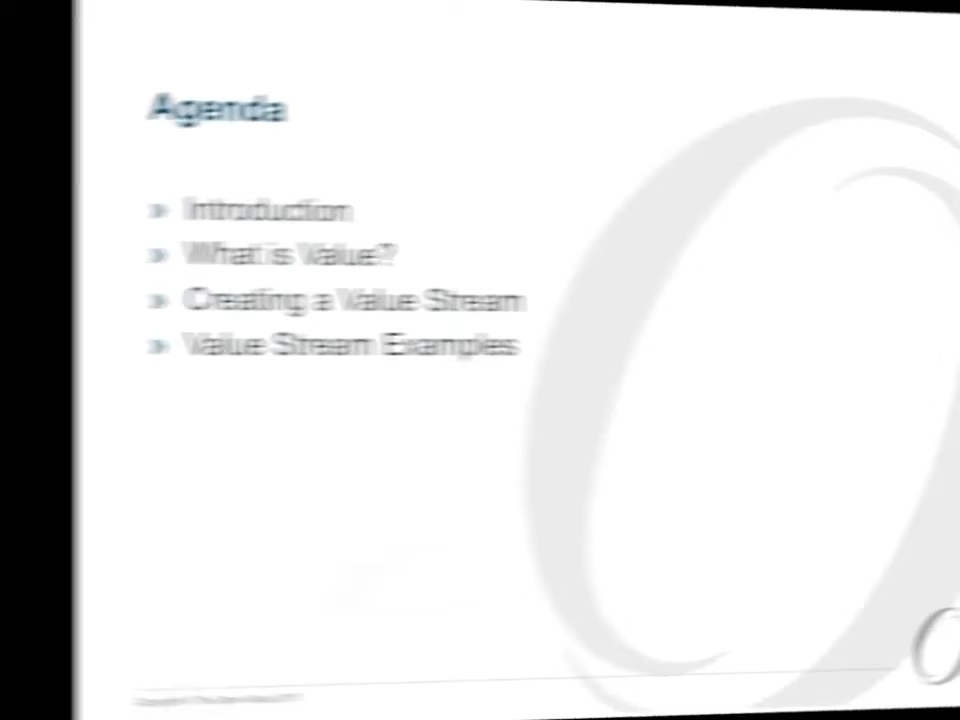 Agenda
» Introduction
» What is Value?
» Creating a Value Stream
» Value Stream Examples